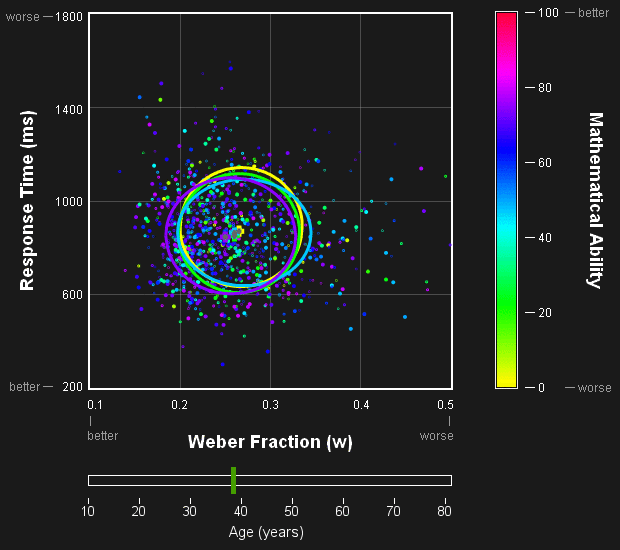 worse
1800
1400
1000
600
better
200
Response Time (ms)
0.1
0.2
0.3
0.4
0.5
better
worse
Weber Fraction (w)
10
20
30
40
50
60
70
80
Age (years)
100
better
80
60
40
20
0
worse
Mathematical Ability